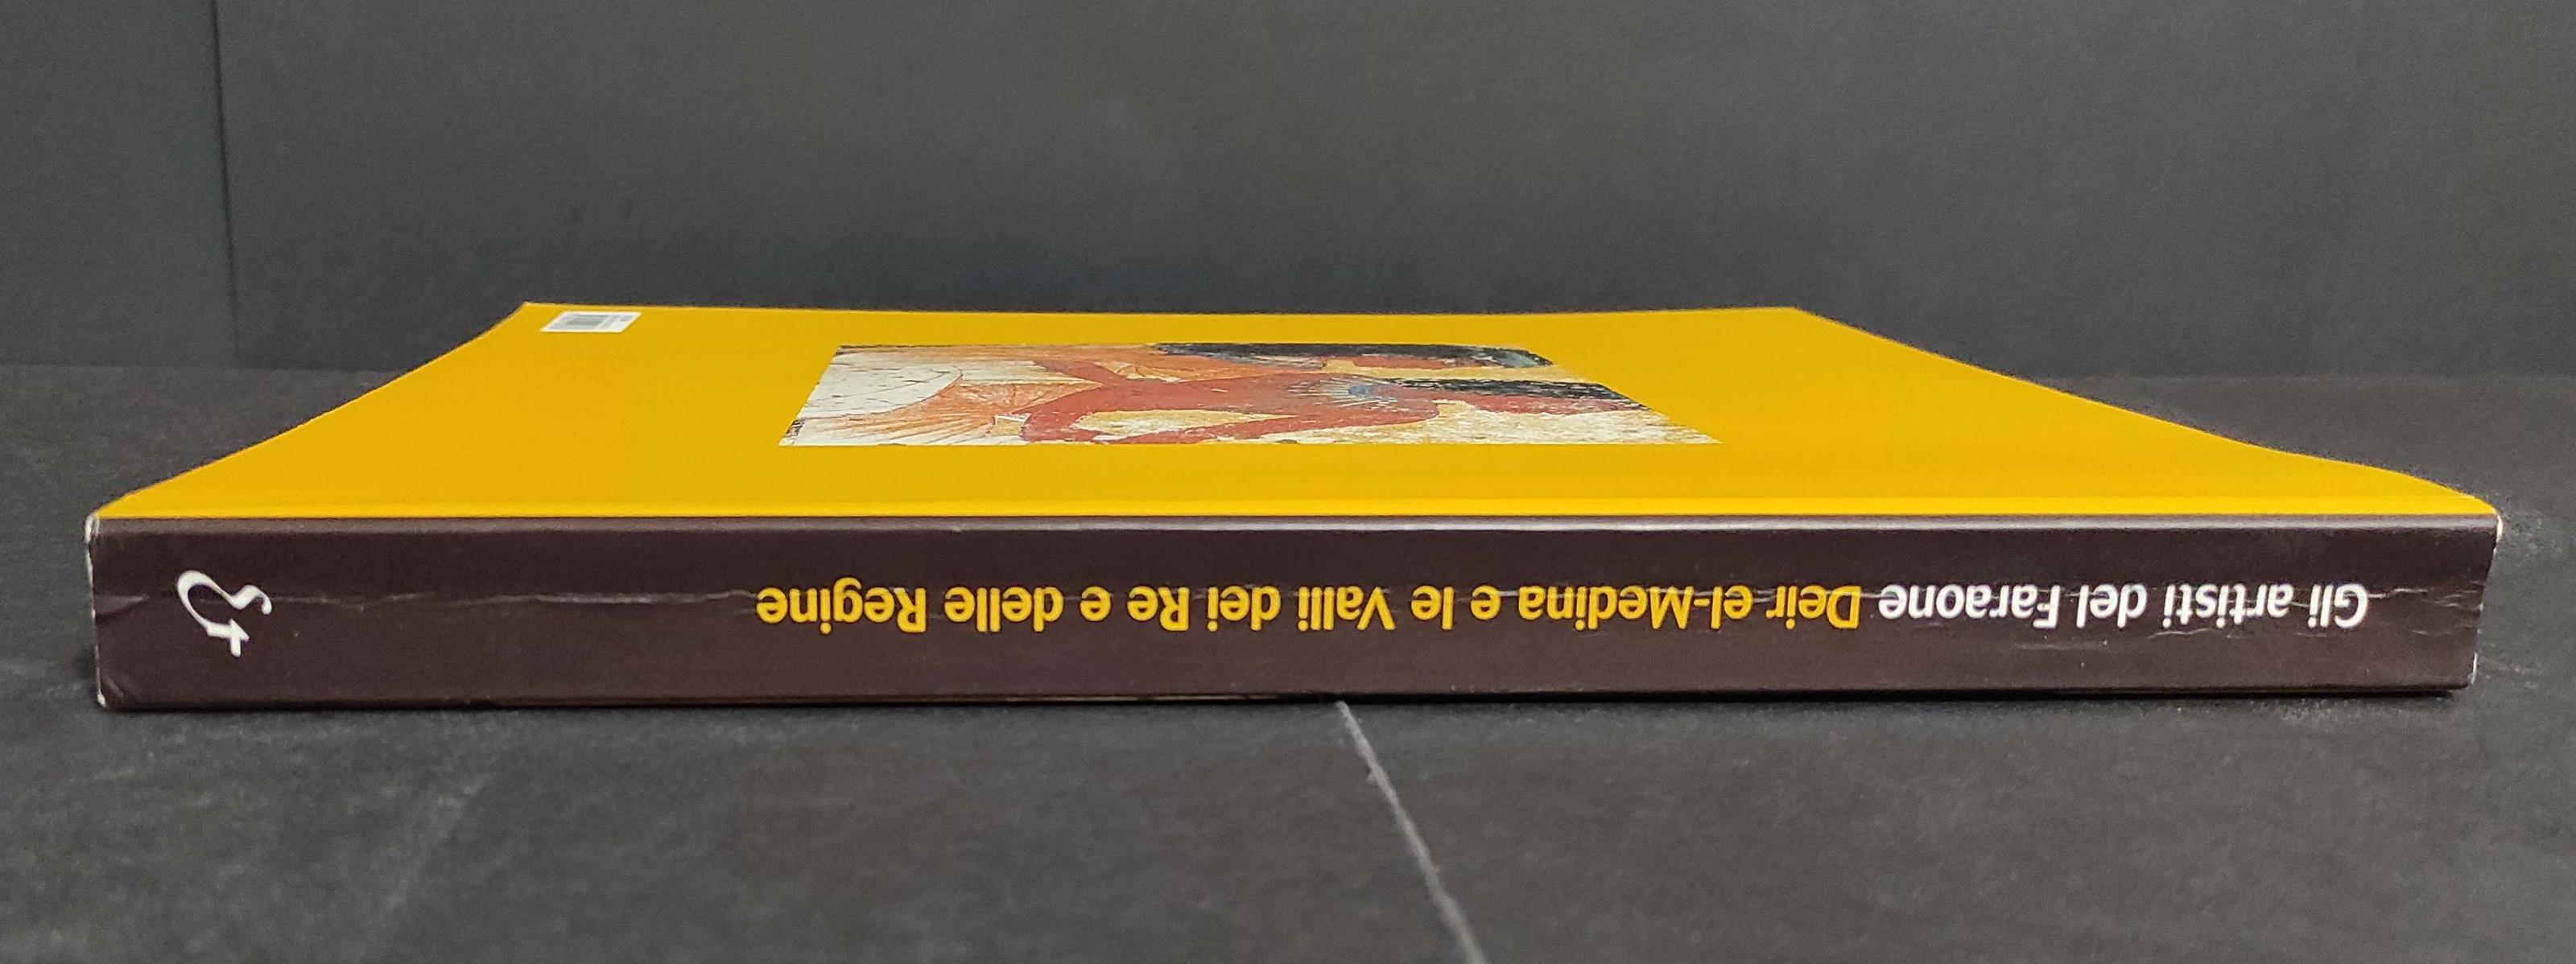 Gli artisti del Faraone Deir el-Medina e le Valli dei Re e delle Regine